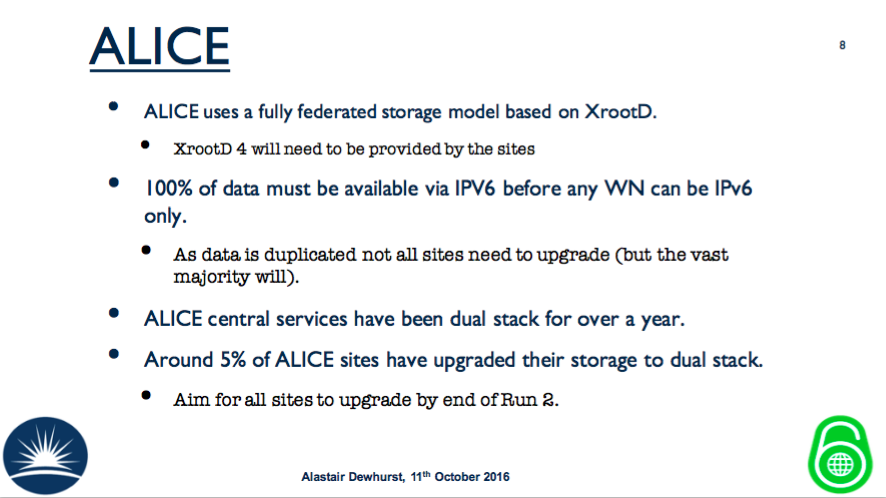 ALICE
8
• ALICE uses a fully federated storage model based on XrootD.
• XrootD 4 will need to be provided by the sites
• 100% of data must be available via IPV6 before any WN can be IPv6
only.
• As data is duplicated not all sites need to upgrade (but the vast
majority will).
• ALICE central services have been dual stack for over a year.
• Around 5% of ALICE sites have upgraded their storage to dual stack.
• Aim for all sites to upgrade by end of Run 2.
Alastair Dewhurst, 11th October 2016
6